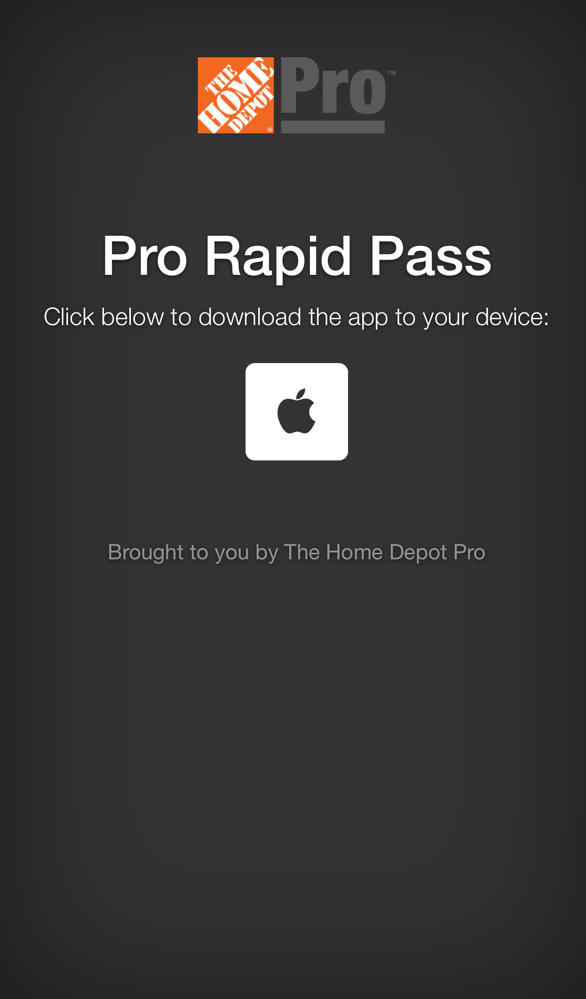 THE
HOME
DEPOT
®
Pro™
Pro Rapid Pass
Click below to download the app to your device:
Brought to you by The Home Depot Pro